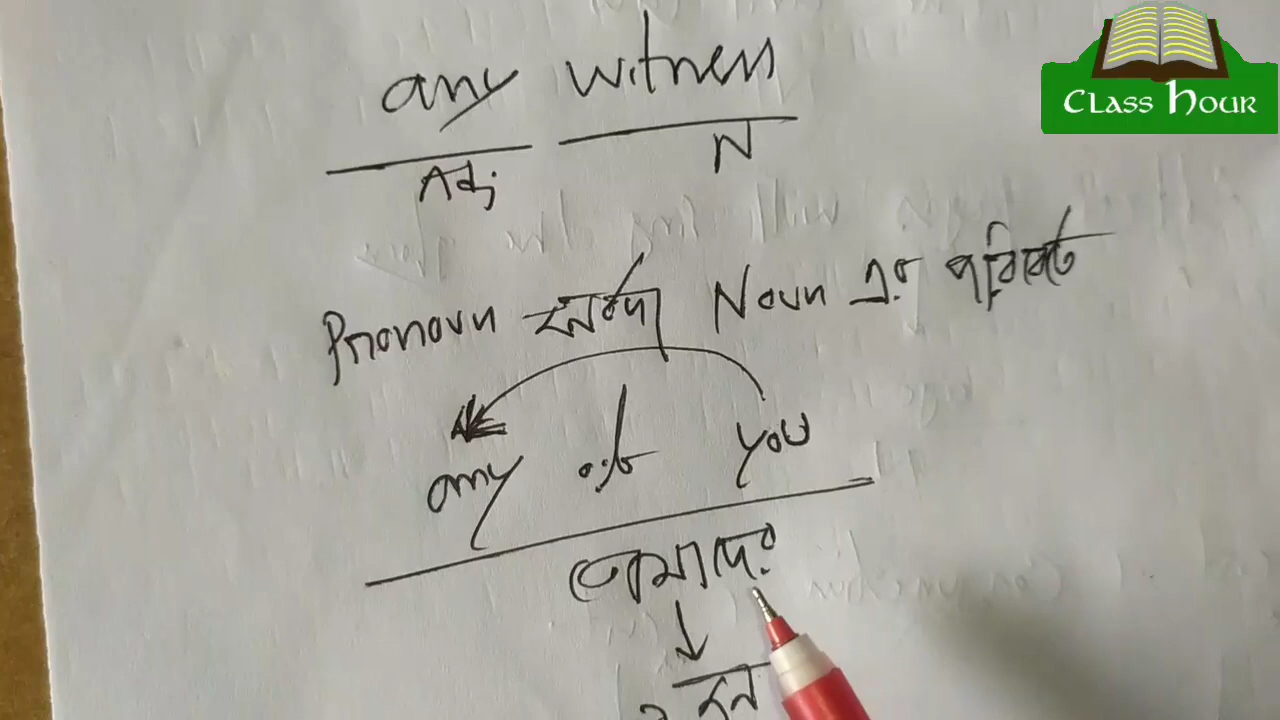 CLASS HOUR
any witness
Adj N
Pronoun সর্বদা Noun এর পরিবর্তে
any of you
তোমাদের